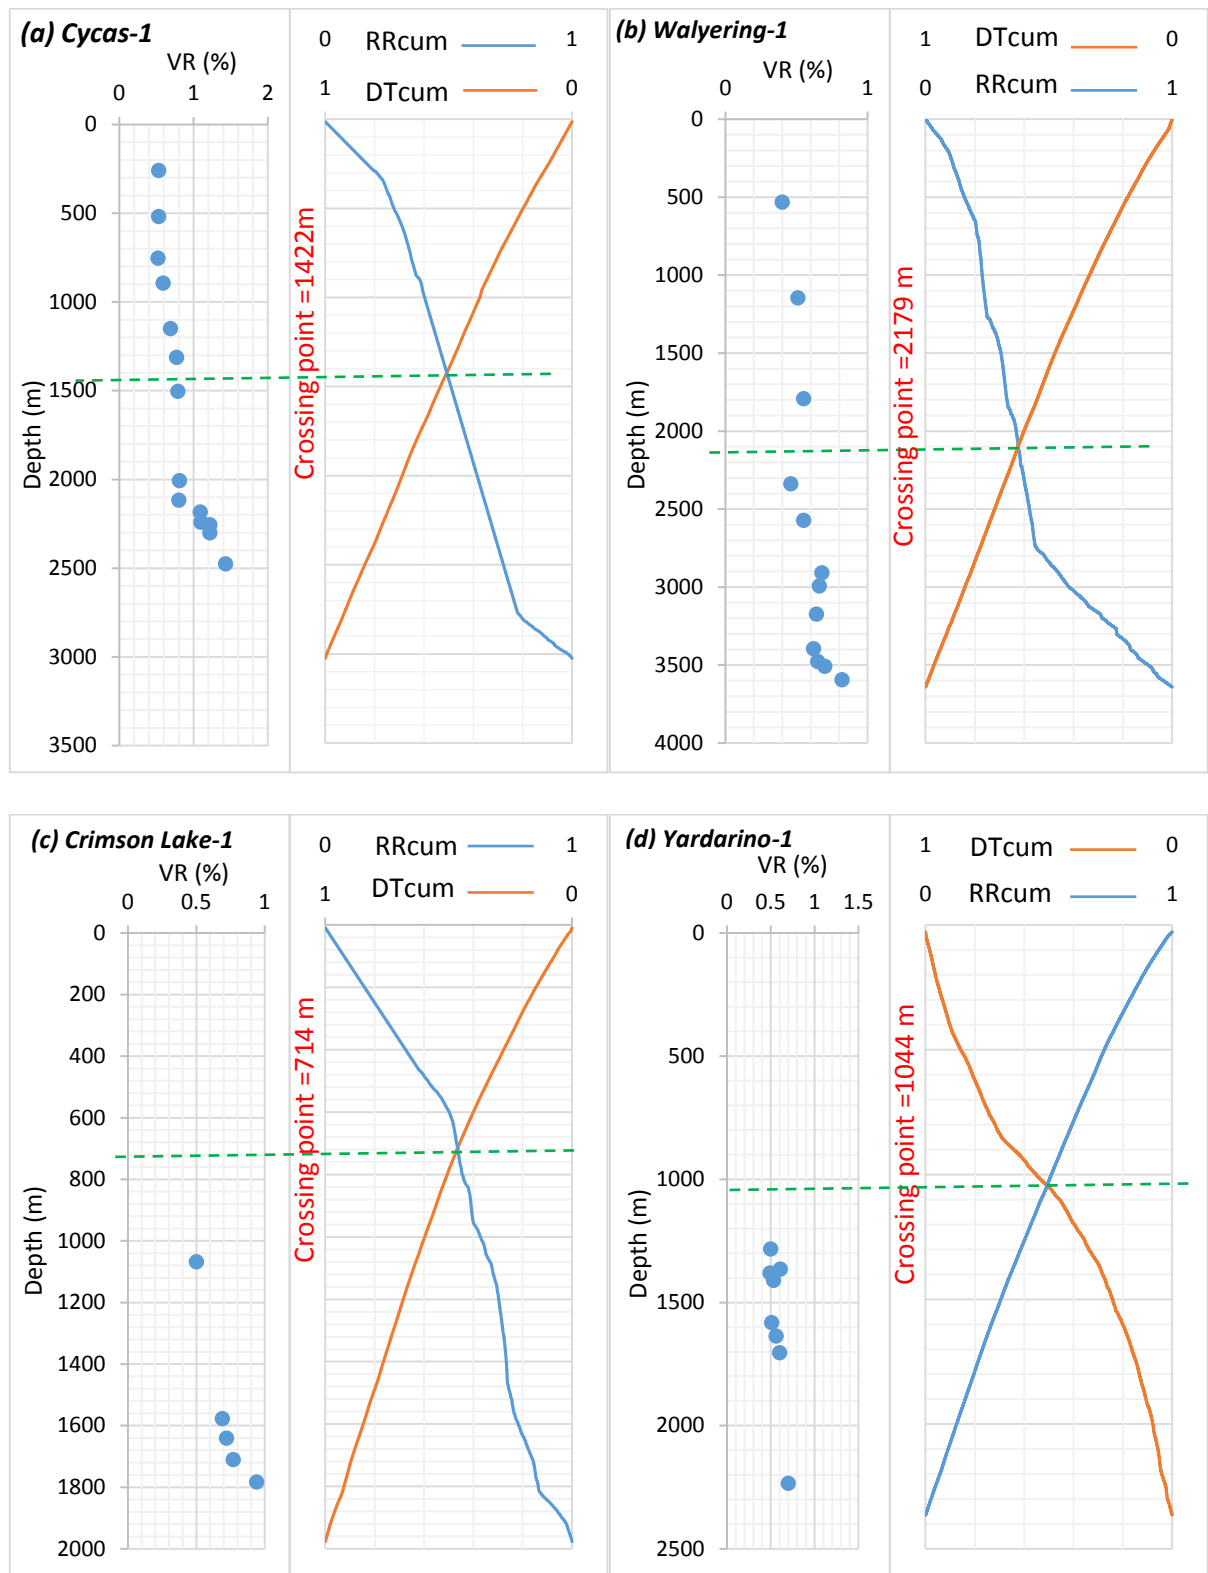 (a) Cycas-1
VR (%)
0 1 2
0 RRcum 1
1 DTcum 0
0
500
1000
1500
2000
2500
3000
3500
Depth (m)
Crossing point =1422m
(b) Walyering-1
VR (%)
0 1
1 DTcum 0
0 RRcum 1
0
500
1000
1500
2000
2500
3000
3500
4000
Depth (m)
Crossing point =2179 m
(c) Crimson Lake-1
VR (%)
0 0.5 1
0 RRcum 1
1 DTcum 0
0
200
400
600
800
1000
1200
1400
1600
1800
2000
Depth (m)
Crossing point =714 m
(d) Yardarino-1
VR (%)
0 0.5 1 1.5
1 DTcum 0
0 RRcum 1
0
500
1000
1500
2000
2500
Depth (m)
Crossing point =1044 m